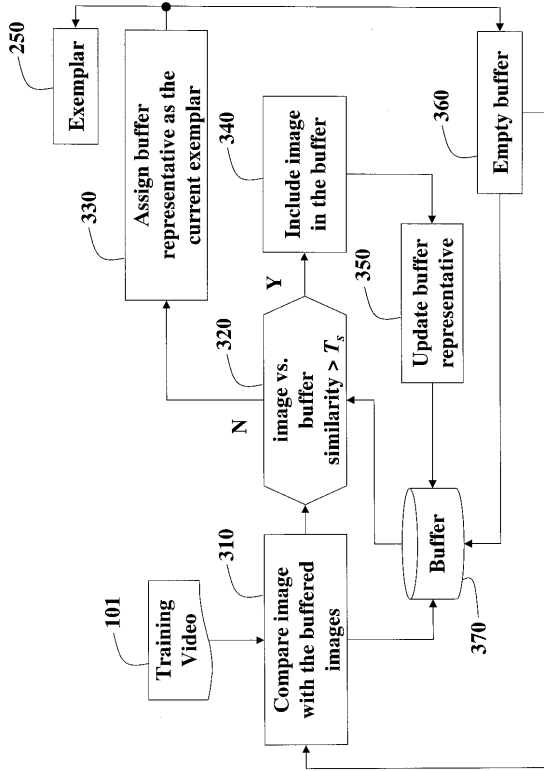 101
Training
Video
310
Compare image
with the buffered
images
320
image vs.
buffer
similarity > Ts
N
Y
330
Assign buffer
representative as the
current exemplar
250
Exemplar
340
Include image
in the buffer
350
Update buffer
representative
360
Empty buffer
Buffer
370